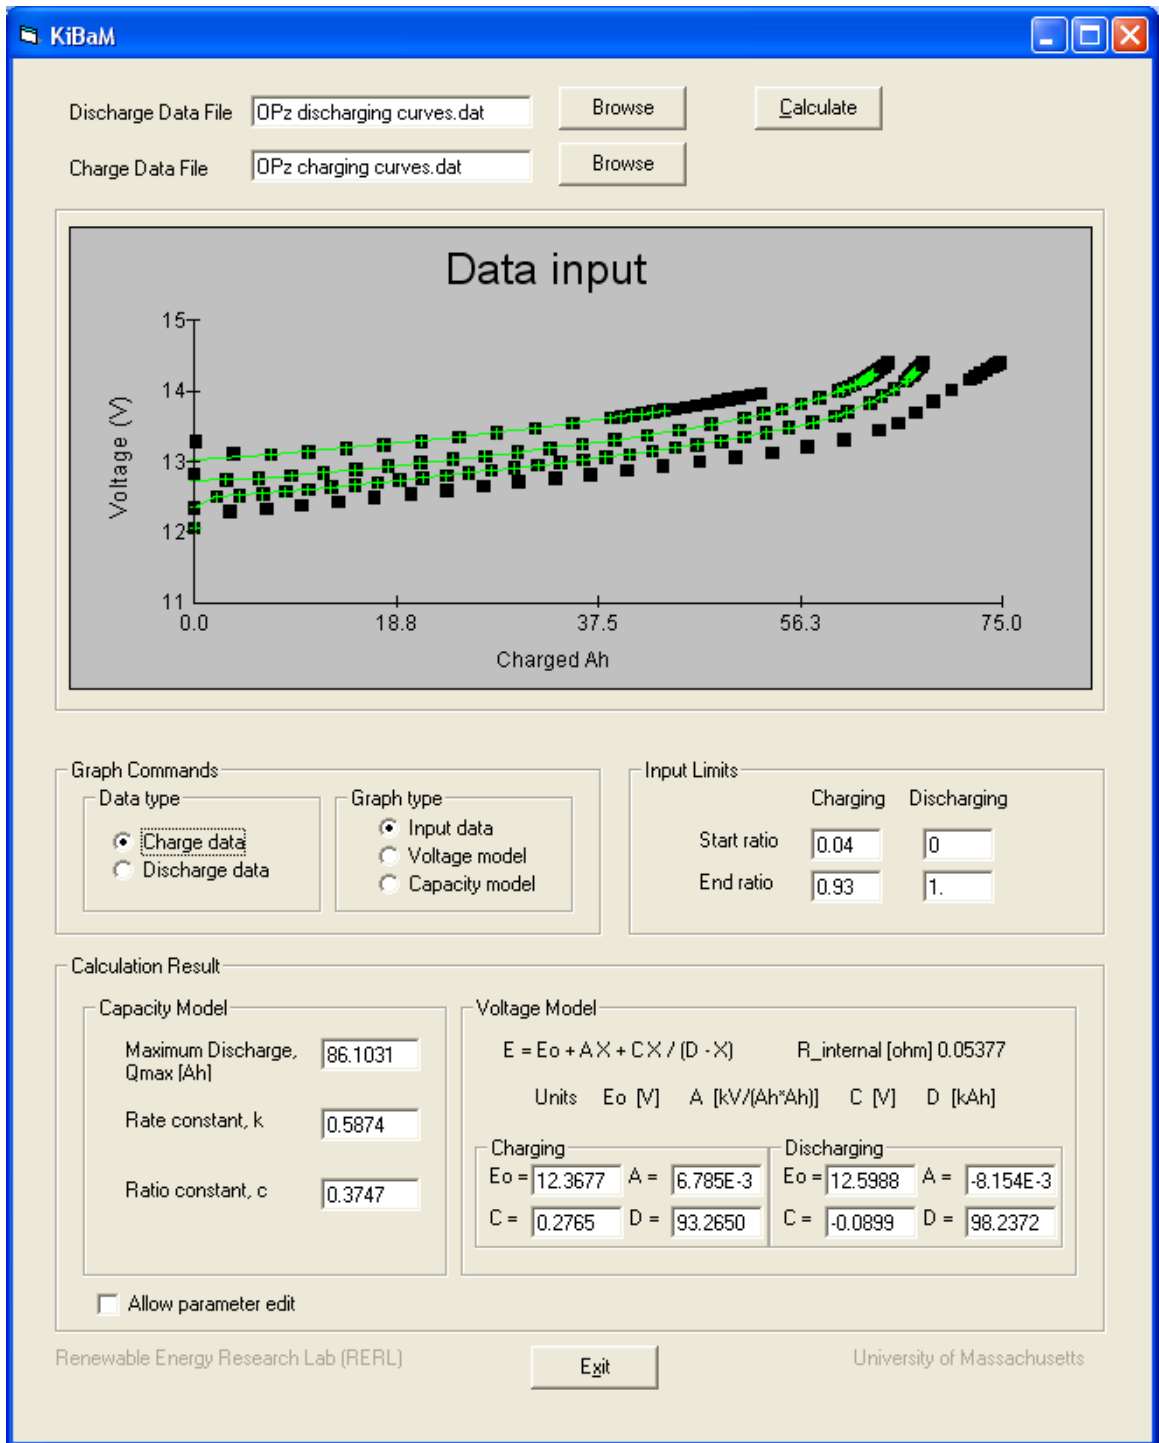 KiBaM
Discharge Data File OPz discharging curves.dat Browse Calculate
Charge Data File OPz charging curves.dat Browse
Data input
15
14
13
12
11
Voltage (V)
0.0 18.8 37.5 56.3 75.0
Charged Ah
Graph Commands
Data type
Charge data
Discharge data
Graph type
Input data
Voltage model
Capacity model
Input Limits
Charging Discharging
Start ratio 0.04 0
End ratio 0.93 1.
Calculation Result
Capacity Model
Maximum Discharge, 86.1031
Qmax [Ah]
Rate constant, k 0.5874
Ratio constant, c 0.3747
Voltage Model
E = Eo + A X + C X / (D - X) R_internal [ohm] 0.05377
Units Eo [V] A [kV/(Ah*Ah)] C [V] D [kAh]
Charging
Eo = 12.3677 A = 6.785E-3
C = 0.2765 D = 93.2650
Discharging
Eo = 12.5988 A = -8.154E-3
C = -0.0899 D = 98.2372
Allow parameter edit
Renewable Energy Research Lab (RERL) Exit University of Massachusetts